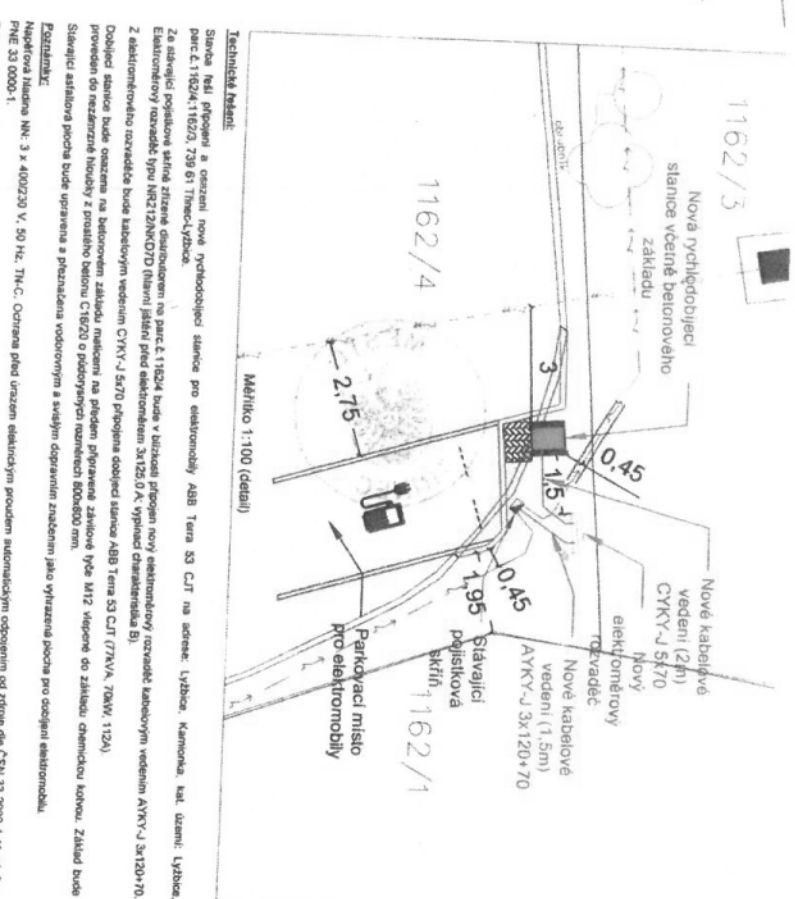 1162/3
Nová rychlodobíjecí
stanice včetně betonového
základu
obrubník
1162/4
3
0,45
1,5
2,75
0,45
1,95
Nové kabelové
vedení (2m)
CYKY-J 5x70
Nový
elektroměrový
rozvaděč
Nové kabelové
vedení (1,5m)
AYKY-J 3x120+70
Stávající
pojistková
skříň
1162/1
Parkovací místo
pro elektromobily
Měřítko 1:100 (detail)
Technické řešení:
Stavba řeší připojení a osazení nové rychlodobíjecí stanice pro elektromobily ABB Terra 53 CJT na adrese: Lyžbice, Kamionka, kat. území: Lyžbice,
parc.č.1162/4;1162/3, 739 61 Třinec-Lyžbice.
Ze stávající pojistkové skříně zřízené distributorem na parc.č.1162/4 bude v blízkosti připojen nový elektroměrový rozvaděč kabelovým vedením AYKY-J 3x120+70.
Elektroměrový rozvaděč typu NR212/NKD7D (hlavní jištění před elektroměrem 3x125,0 A; vypínací charakteristika B).
Z elektroměrového rozvaděče bude kabelovým vedením CYKY-J 5x70 připojena dobíjecí stanice ABB Terra 53 CJT (77kVA, 70kW, 112A).
Dobíjecí stanice bude osazena na betonovém základu maticemi na předem připravené závitové tyče M12 vlepené do základu chemickou kotvou. Základ bude
proveden do nezámrzné hloubky z prostého betonu C16/20 o půdorysných rozměrech 800x800 mm.
Stávající asfaltová plocha bude upravena a přeznačena vodorovným a svislým dopravním značením jako vyhrazená plocha pro dobíjení elektromobilu.
Poznámky:
Napěťová hladina NN: 3 x 400/230 V, 50 Hz, TN-C. Ochrana před úrazem elektrickým proudem automatickým odpojením od zdroje dle ČSN 33 2000-4-41
PNE 33 0000-1.